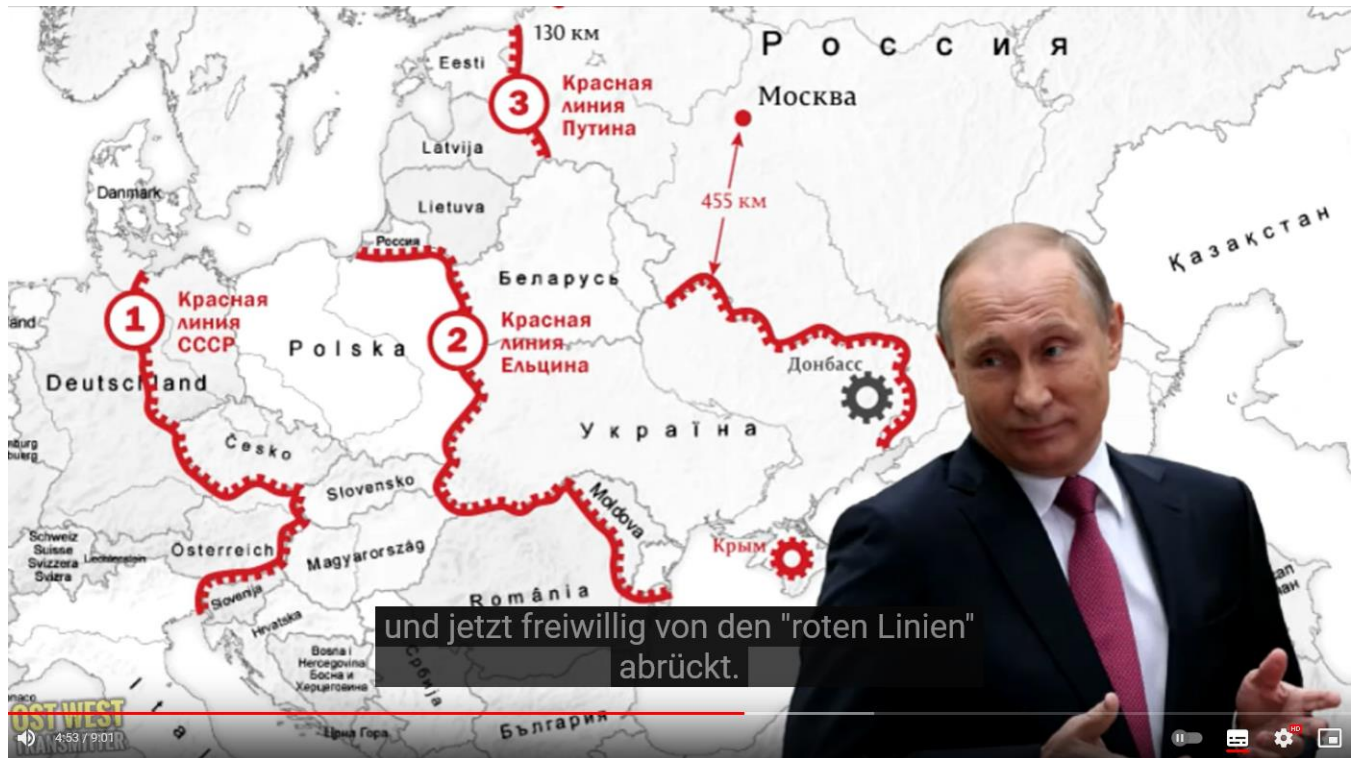 130 км
Россия
Eesti
3
Красная
линия
Путина
Москва
Latvija
Danmark
455 км
Lietuva
Қазақстан
Россия
Беларусь
1
Красная
линия
СССР
2
Красная
линия
Ельцина
Polska
Донбасс
Deutschland
Україна
Česko
Slovensko
Moldova
Schweiz
Suisse
Svizzera
Svizra
Liechtenstein
Österreich
Magyarország
Крым
Slovenija
România
Hrvatska
und jetzt freiwillig von den "roten Linien"
abrückt.
Bosna i
Hercegovina
Босна и
Херцеговина
Србија
OST WEST
TRANSMITTER
Црна Гора
България
4:53 / 9:01
HD